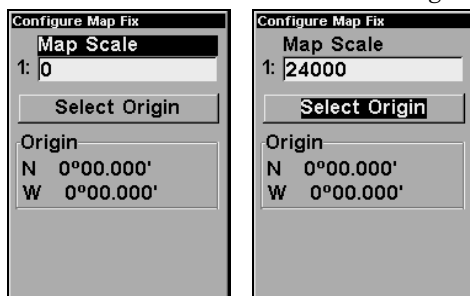 Configure Map Fix
Map Scale
1: 0
Select Origin
Origin
N 0º00.000'
W 0º00.000'
Configure Map Fix
Map Scale
1: 24000
Select Origin
Origin
N 0º00.000'
W 0º00.000'